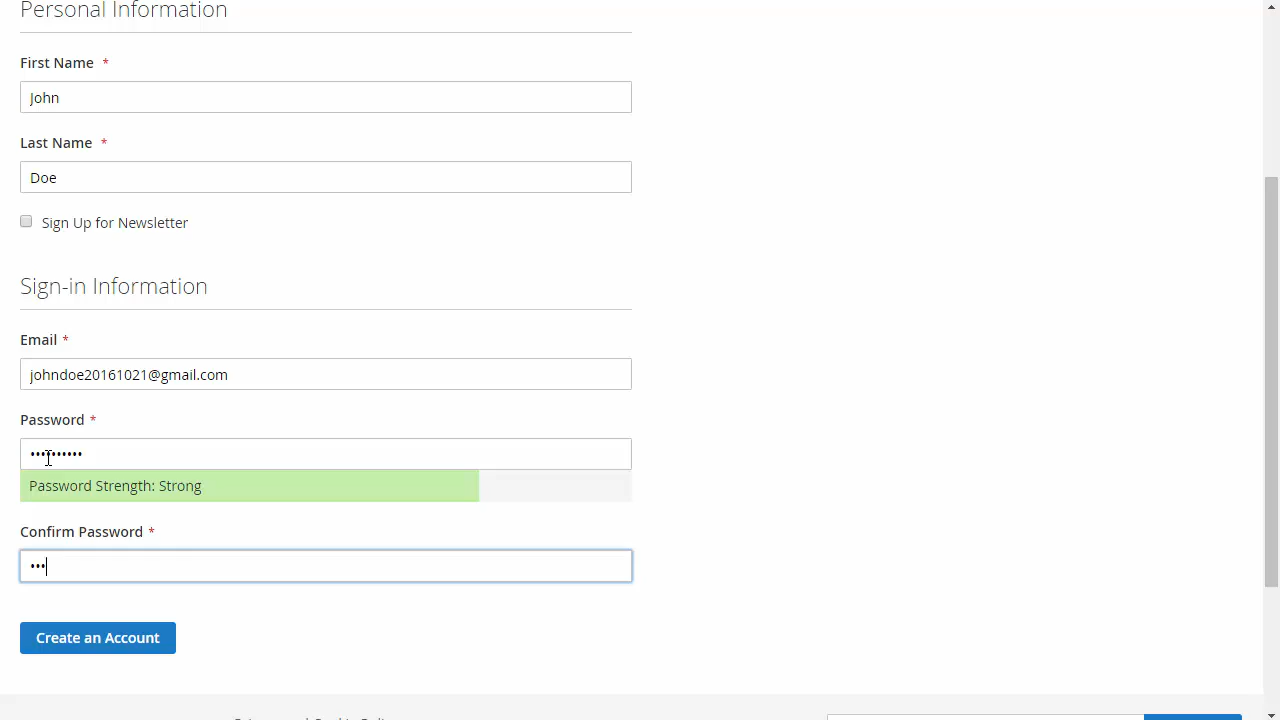 Personal Information
First Name *
John
Last Name *
Doe
Sign Up for Newsletter
Sign-in Information
Email *
johndoe20161021@gmail.com
Password *
••••••••••
Password Strength: Strong
Confirm Password *
•••
Create an Account